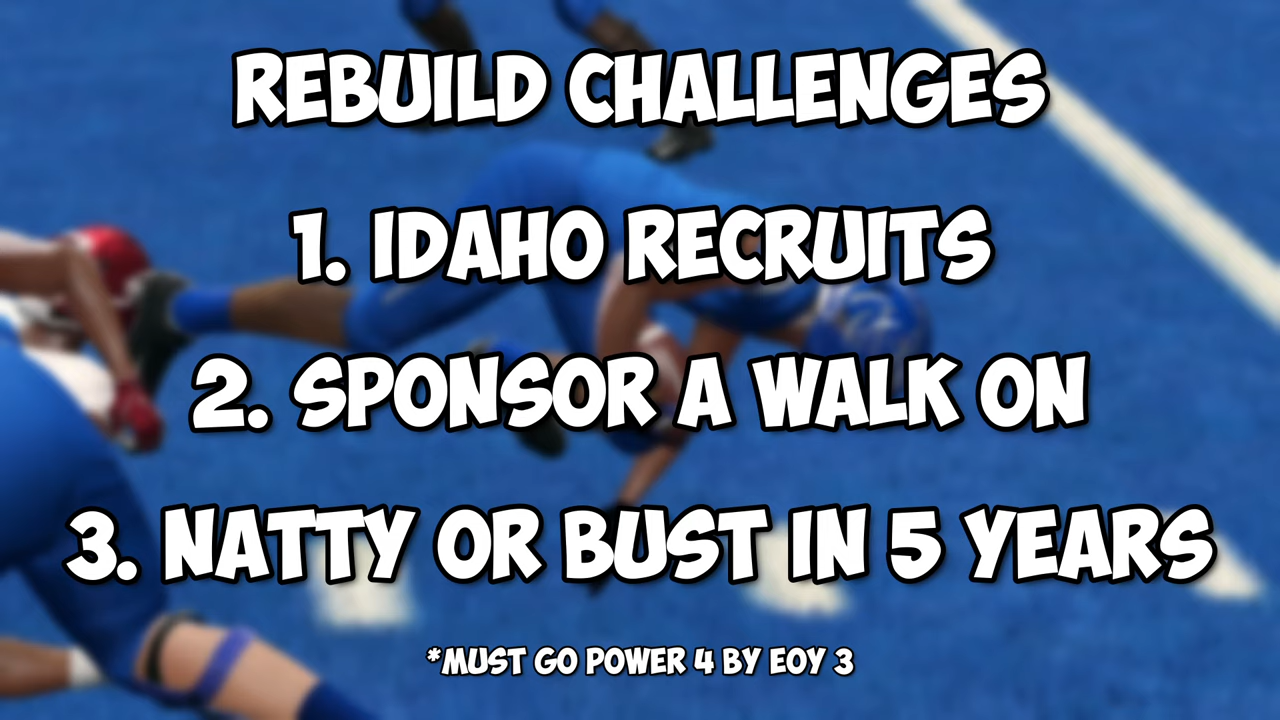 REBUILD CHALLENGES
1. IDAHO RECRUITS
2. SPONSOR A WALK ON
3. NATTY OR BUST IN 5 YEARS
*MUST GO POWER 4 BY EOY 3